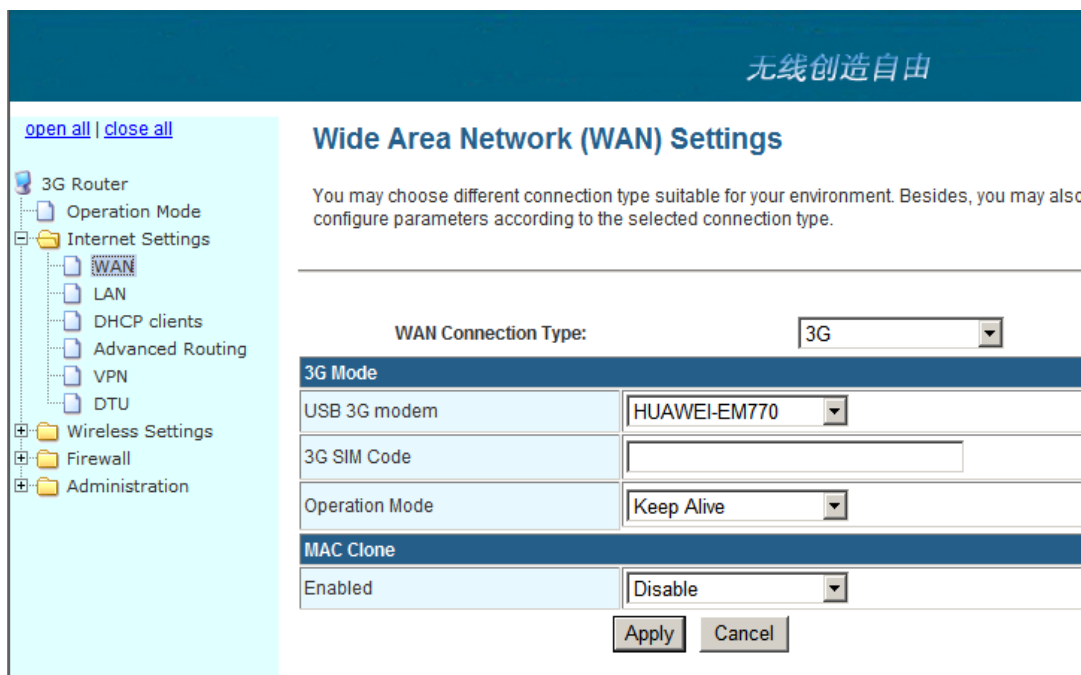 无线创造自由
open all | close all
3G Router
Operation Mode
Internet Settings
WAN
LAN
DHCP clients
Advanced Routing
VPN
DTU
Wireless Settings
Firewall
Administration
Wide Area Network (WAN) Settings
You may choose different connection type suitable for your environment. Besides, you may also
configure parameters according to the selected connection type.
WAN Connection Type: 3G
3G Mode
USB 3G modem HUAWEI-EM770
3G SIM Code
Operation Mode Keep Alive
MAC Clone
Enabled Disable
Apply Cancel